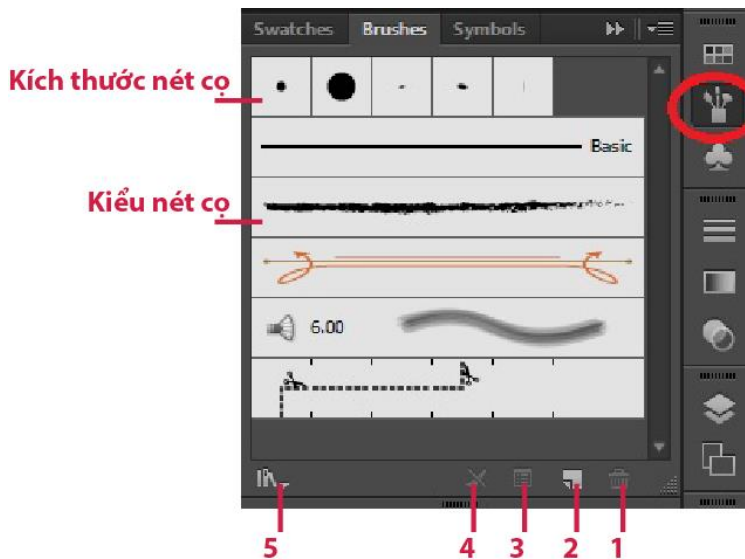 Swatches Brushes Symbols
Kích thước nét cọ
Basic
Kiểu nét cọ
6.00
5 4 3 2 1